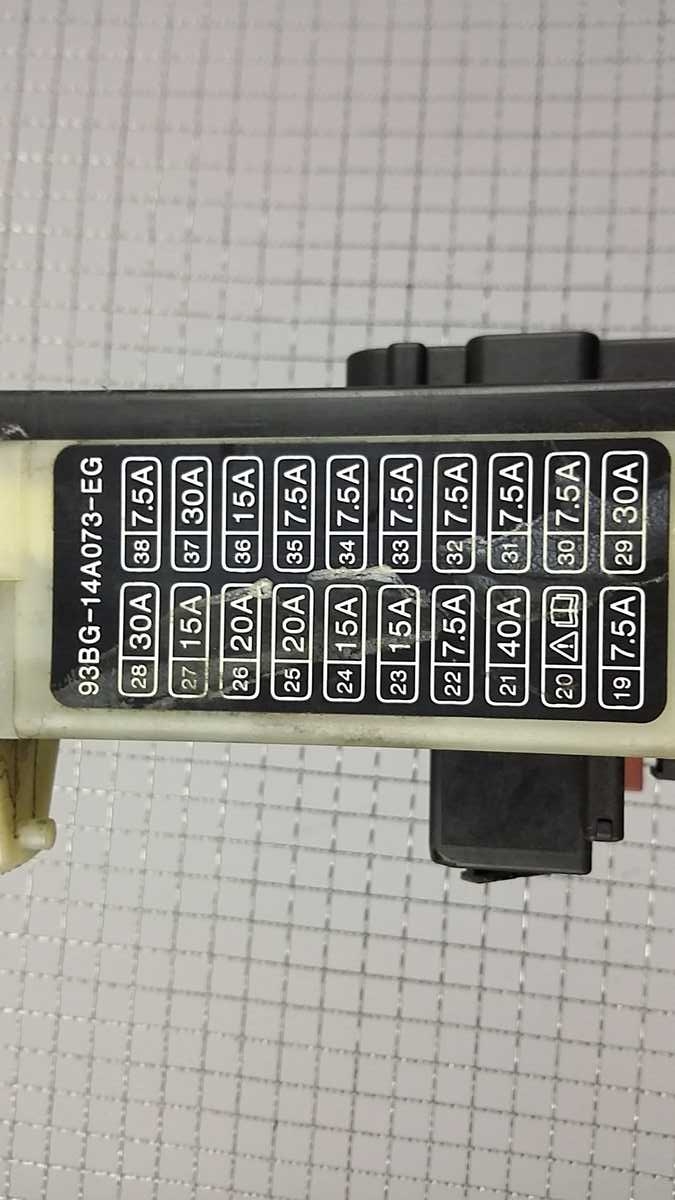 93BG-14A073-EG
28 30A 38 7.5A
27 15A 37 30A
26 20A 36 15A
25 20A 35 7.5A
24 15A 34 7.5A
23 15A 33 7.5A
22 7.5A 32 7.5A
21 40A 31 7.5A
20 30 7.5A
19 7.5A 29 30A